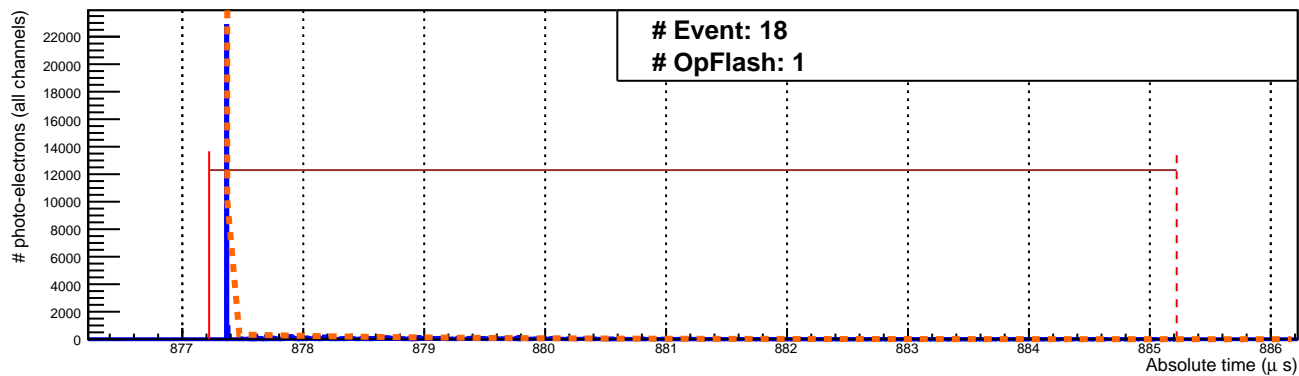 # Event: 18
# OpFlash: 1
# photo-electrons (all channels)
22000
20000
18000
16000
14000
12000
10000
8000
6000
4000
2000
0
877 878 879 880 881 882 883 884 885 886
Absolute time (μ s)